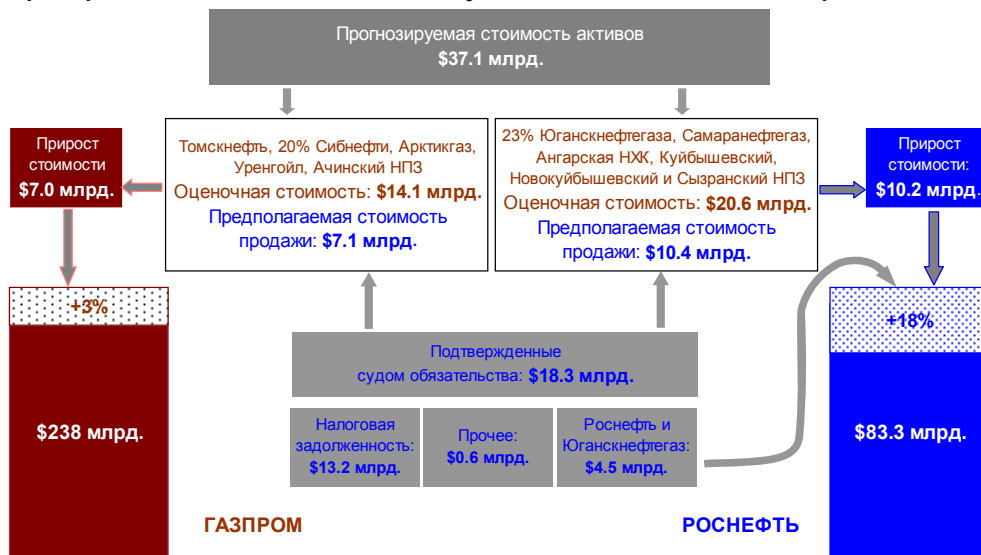 Прогнозируемая стоимость активов
$37.1 млрд.
Прирост
стоимости
$7.0 млрд.
Томскнефть, 20% Сибнефти, Арктикгаз,
Уренгойл, Ачинский НПЗ
Оценочная стоимость: $14.1 млрд.
Предполагаемая стоимость
продажи: $7.1 млрд.
23% Юганскнефтегаза, Самаранефтегаз,
Ангарская НХК, Куйбышевский,
Новокуйбышевский и Сызранский НПЗ
Оценочная стоимость: $20.6 млрд.
Предполагаемая стоимость
продажи: $10.4 млрд.
Прирост
стоимости:
$10.2 млрд.
+3%
+18%
Подтвержденные
судом обязательства: $18.3 млрд.
$238 млрд.
Налоговая
задолженность:
$13.2 млрд.
Прочее:
$0.6 млрд.
Роснефть и
Юганскнефтегаз:
$4.5 млрд.
$83.3 млрд.
ГАЗПРОМ
РОСНЕФТЬ